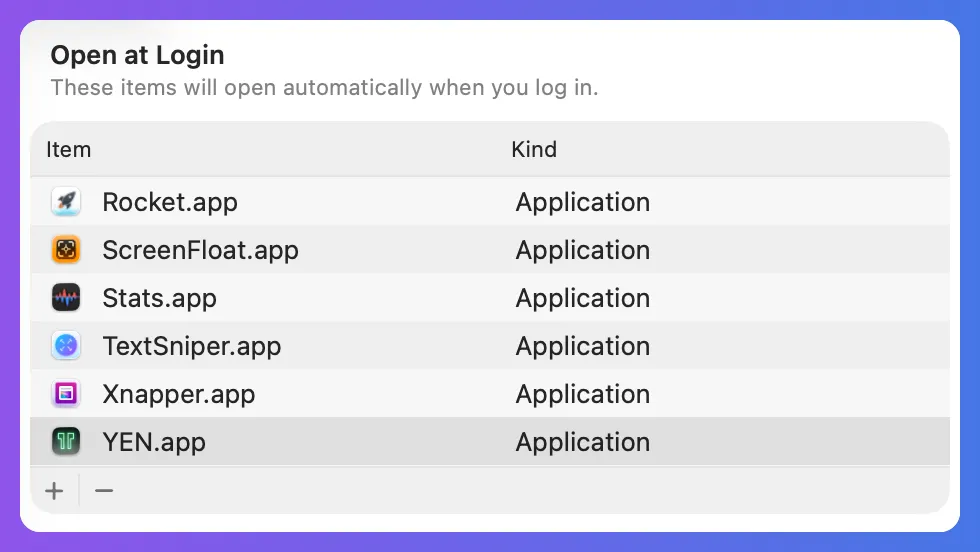 Open at Login
These items will open automatically when you log in.
Item Kind
Rocket.app Application
ScreenFloat.app Application
Stats.app Application
TextSniper.app Application
Xnapper.app Application
YEN.app Application